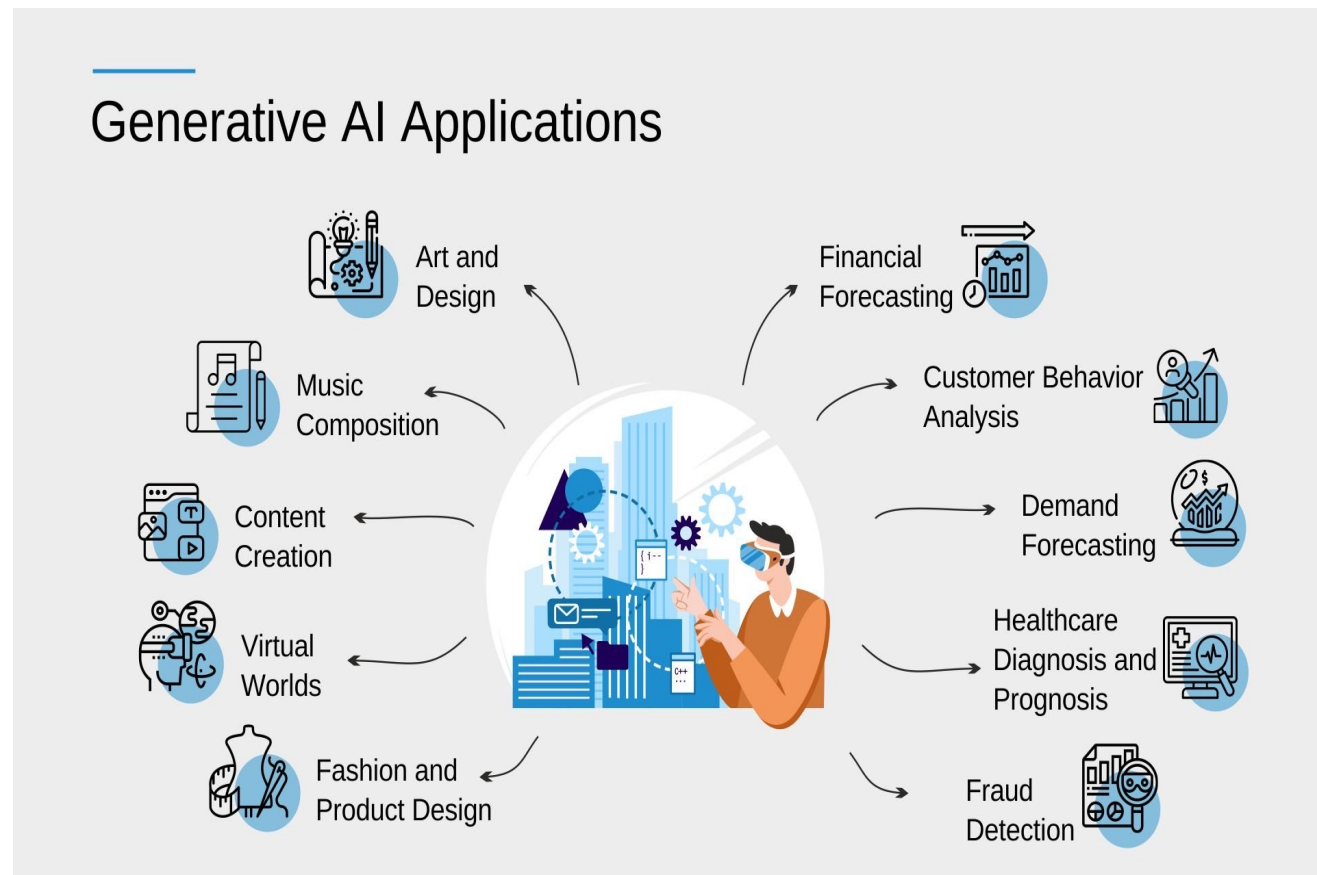 Generative AI Applications
Art and
Design
Music
Composition
Content
Creation
Virtual
Worlds
Fashion and
Product Design
Financial
Forecasting
Customer Behavior
Analysis
Demand
Forecasting
Healthcare
Diagnosis and
Prognosis
Fraud
Detection
{ i--
}
C++
...
T
$